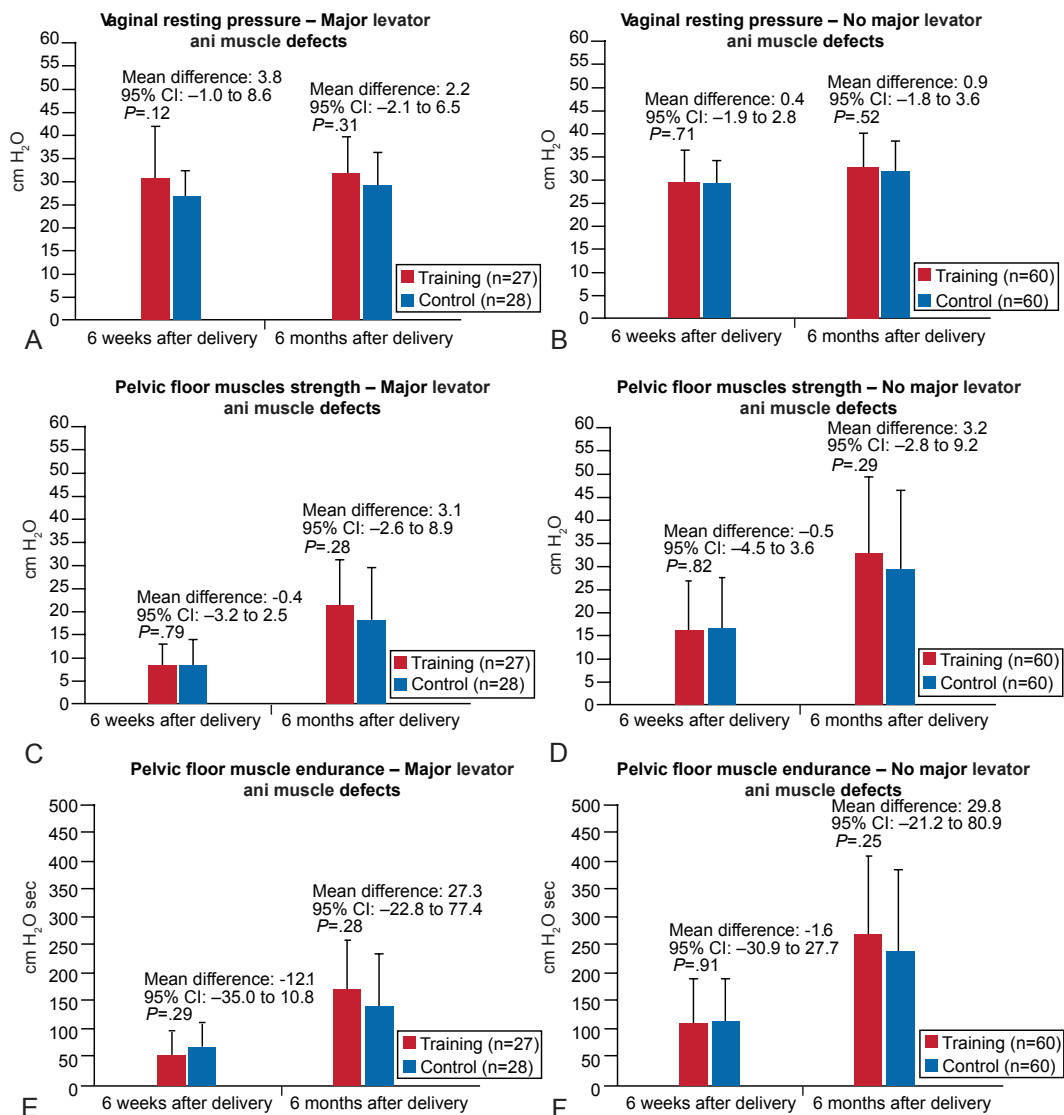 Vaginal resting pressure – Major levator
ani muscle defects
60
55
50
45
40
35
30
25
20
15
10
5
0
cm H2O
Mean difference: 3.8
95% CI: –1.0 to 8.6
P=.12
Mean difference: 2.2
95% CI: –2.1 to 6.5
P=.31
Training (n=27)
Control (n=28)
6 weeks after delivery
6 months after delivery
A
Vaginal resting pressure – No major levator
ani muscle defects
60
55
50
45
40
35
30
25
20
15
10
5
0
cm H2O
Mean difference: 0.4
95% CI: –1.9 to 2.8
P=.71
Mean difference: 0.9
95% CI: –1.8 to 3.6
P=.52
Training (n=60)
Control (n=60)
6 weeks after delivery
6 months after delivery
B
Pelvic floor muscles strength – Major levator
ani muscle defects
60
55
50
45
40
35
30
25
20
15
10
5
0
cm H2O
Mean difference: -0.4
95% CI: –3.2 to 2.5
P=.79
Mean difference: 3.1
95% CI: –2.6 to 8.9
P=.28
Training (n=27)
Control (n=28)
6 weeks after delivery
6 months after delivery
C
Pelvic floor muscles strength – No major levator
ani muscle defects
60
55
50
45
40
35
30
25
20
15
10
5
0
cm H2O
Mean difference: –0.5
95% CI: –4.5 to 3.6
P=.82
Mean difference: 3.2
95% CI: –2.8 to 9.2
P=.29
Training (n=60)
Control (n=60)
6 weeks after delivery
6 months after delivery
D
Pelvic floor muscle endurance – Major levator
ani muscle defects
500
450
400
350
300
250
200
150
100
50
0
cm H2O sec
Mean difference: -12.1
95% CI: –35.0 to 10.8
P=.29
Mean difference: 27.3
95% CI: –22.8 to 77.4
P=.28
Training (n=27)
Control (n=28)
6 weeks after delivery
6 months after delivery
E
Pelvic floor muscle endurance – No major levator
ani muscle defects
500
450
400
350
300
250
200
150
100
50
0
cm H2O sec
Mean difference: -1.6
95% CI: –30.9 to 27.7
P=.91
Mean difference: 29.8
95% CI: –21.2 to 80.9
P=.25
Training (n=60)
Control (n=60)
6 weeks after delivery
6 months after delivery
F